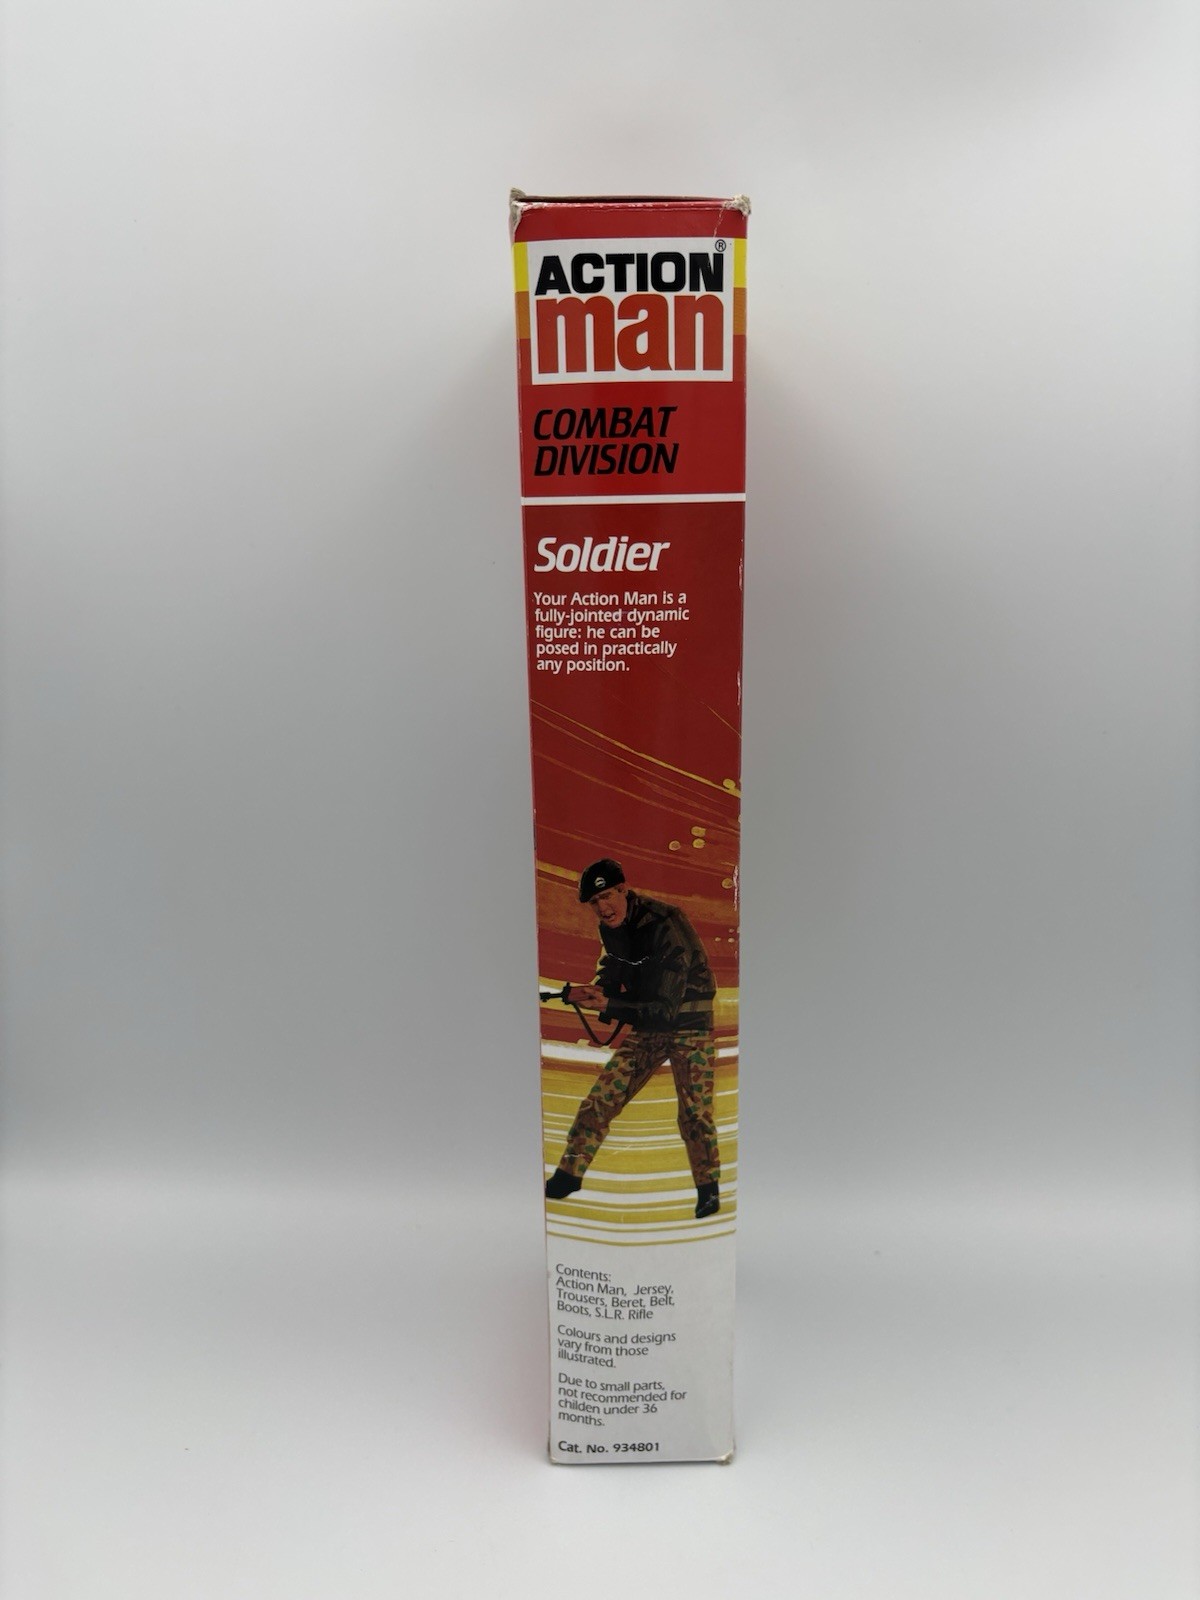 ACTION®
man
COMBAT
DIVISION
Soldier
Your Action Man is a
fully-jointed dynamic
figure: he can be
posed in practically
any position.
Contents:
Action Man, Jersey,
Trousers, Beret, Belt,
Boots, S.L.R. Rifle
Colours and designs
vary from those
illustrated.
Due to small parts,
not recommended for
childen under 36
months.
Cat. No. 934801